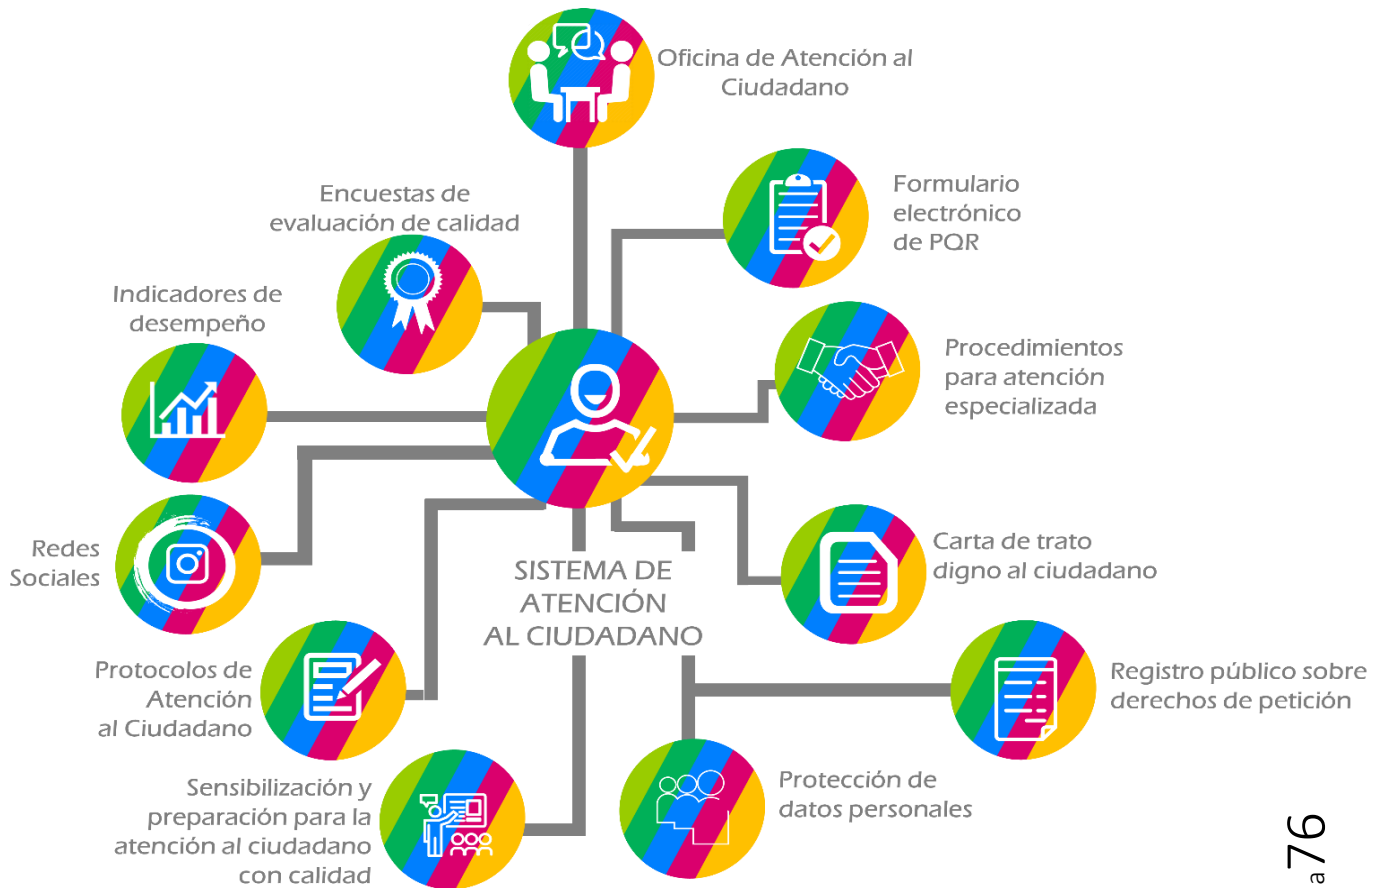 Oficina de Atención al
Ciudadano
Formulario
electrónico
de PQR
Encuestas de
evaluación de calidad
Indicadores de
desempeño
Procedimientos
para atención
especializada
Redes
Sociales
Carta de trato
digno al ciudadano
SISTEMA DE
ATENCIÓN
AL CIUDADANO
Protocolos de
Atención
al Ciudadano
Registro público sobre
derechos de petición
Sensibilización y
preparación para la
atención al ciudadano
con calidad
Protección de
datos personales
a76